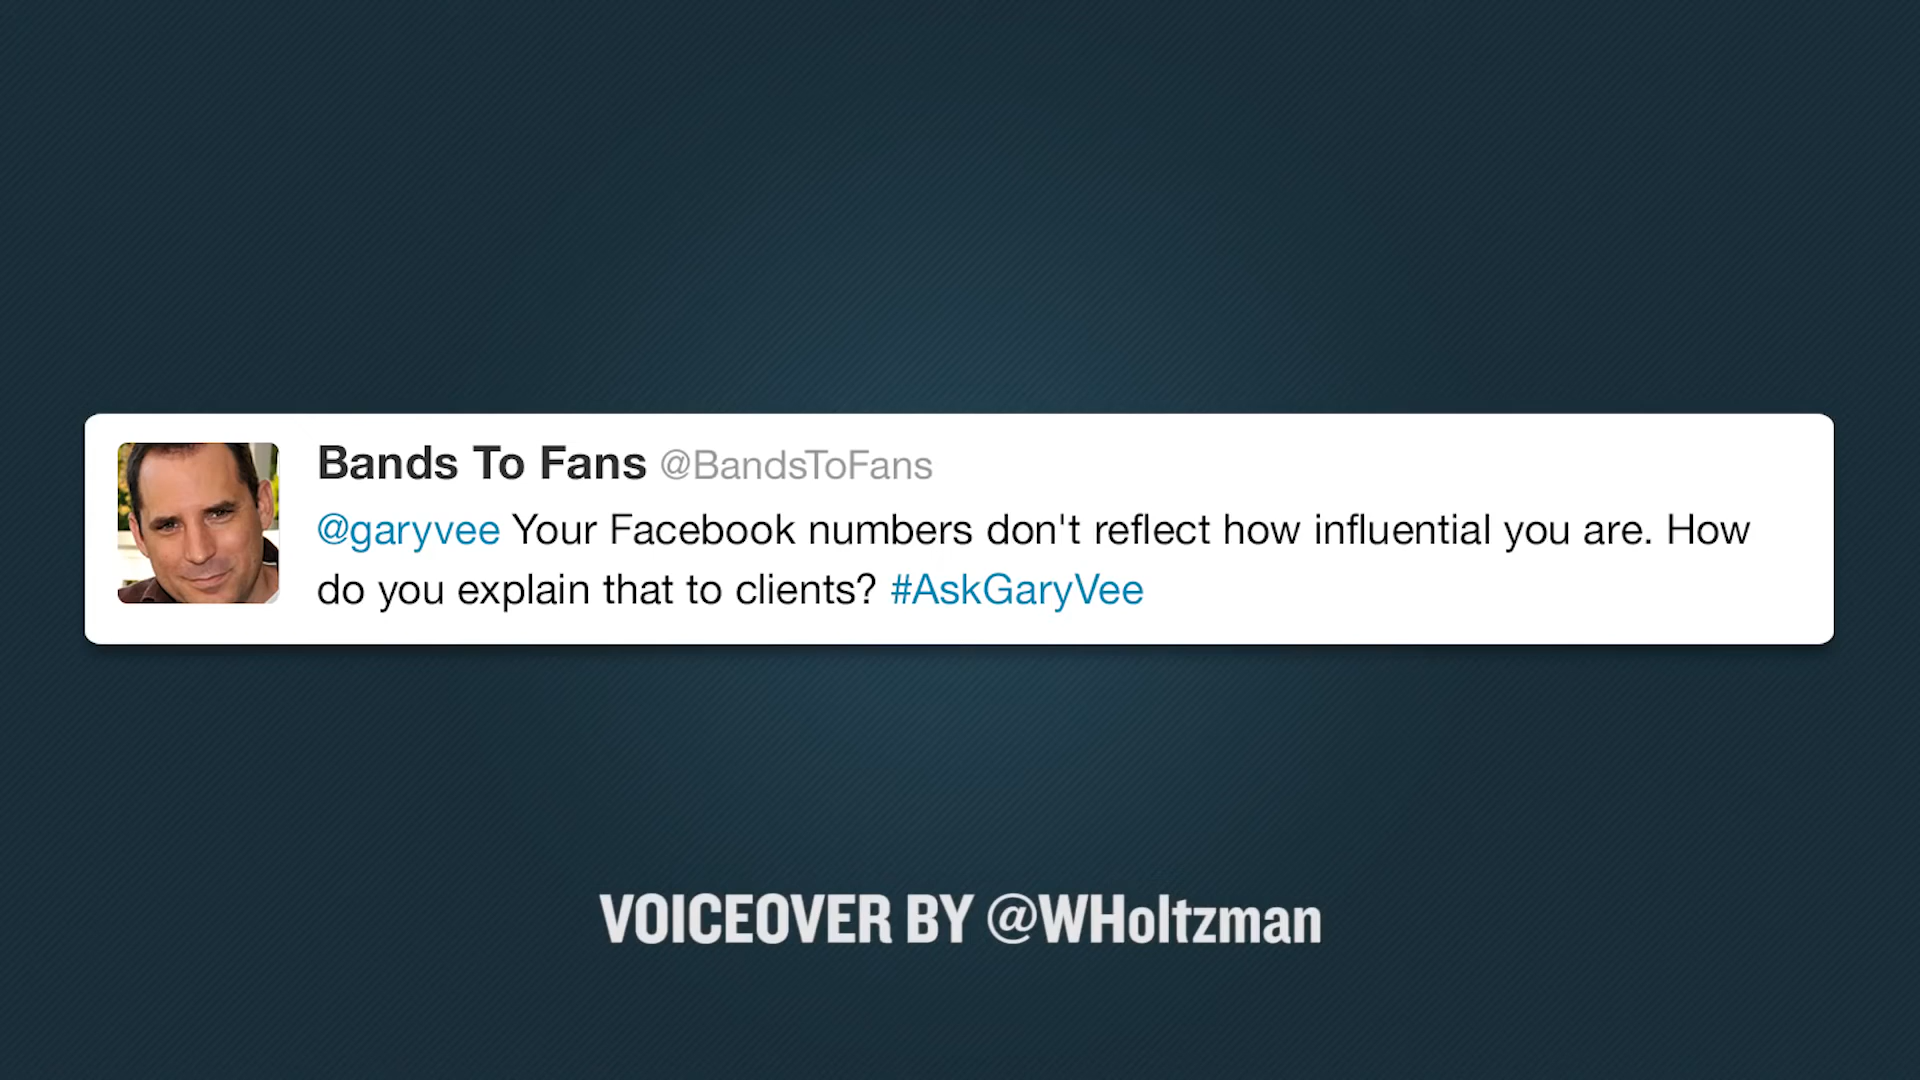 Bands To Fans @BandsToFans
@garyvee Your Facebook numbers don't reflect how influential you are. How
do you explain that to clients? #AskGaryVee
VOICEOVER BY @WHoltzman